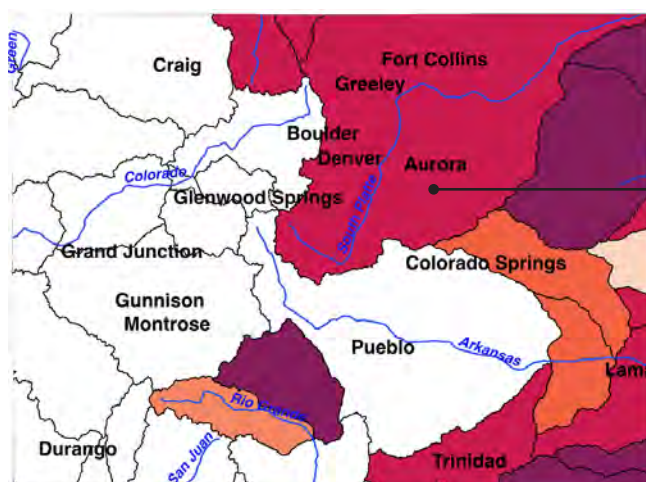 Green
Craig
Fort Collins
Greeley
Boulder
Denver
Aurora
Colorado
Glenwood Springs
South Platte
Grand Junction
Colorado Springs
Gunnison
Montrose
Pueblo
Arkansas
Lam
Rio Grande
Durango
San Juan
Trinidad